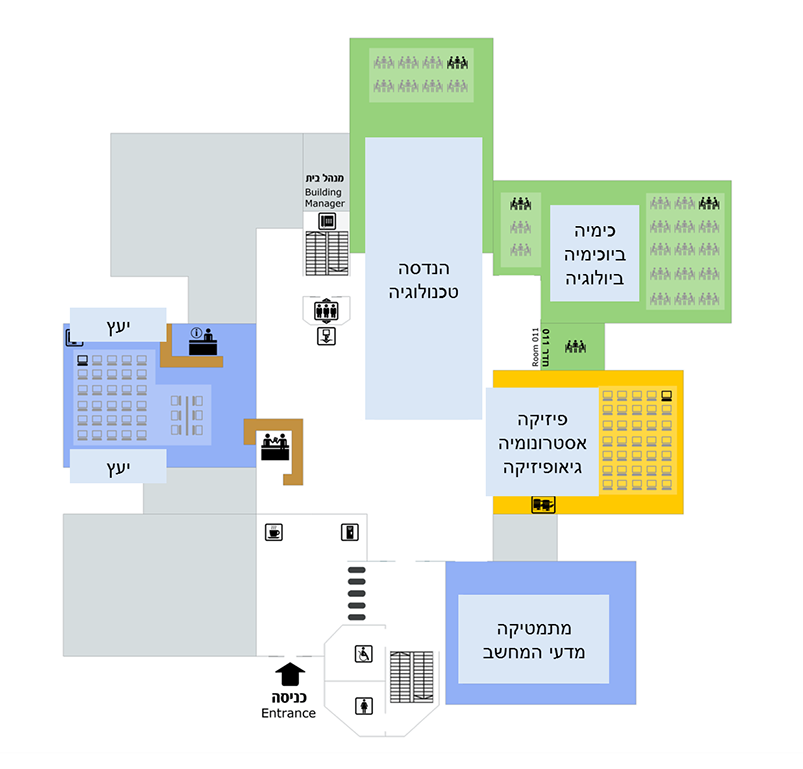 מנהל בית
Building
Manager
הנדסה
טכנולוגיה
כימיה
ביוכימיה
ביולוגיה
חדר 011
Room 011
יעץ
יעץ
פיזיקה
אסטרונומיה
גיאופיזיקה
מתמטיקה
מדעי המחשב
כניסה
Entrance